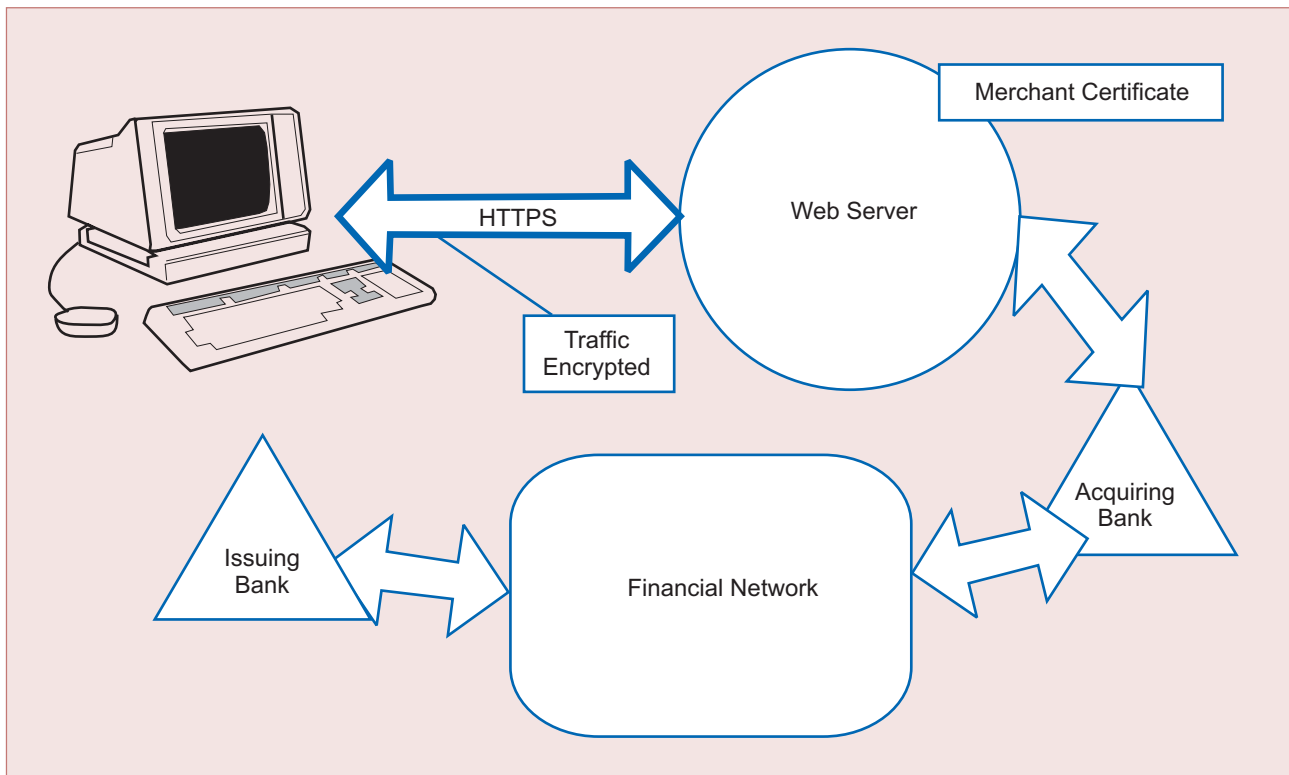 Merchant Certificate
Web Server
HTTPS
Traffic
Encrypted
Acquiring
Bank
Issuing
Bank
Financial Network